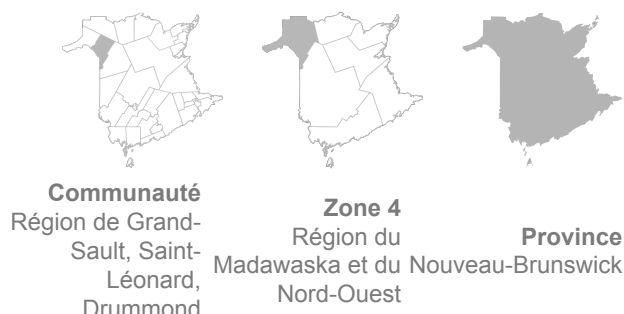 Communauté
Région de Grand-
Sault, Saint-
Léonard,
Drummond
Zone 4
Région du
Madawaska et du
Nord-Ouest
Province
Nouveau-Brunswick